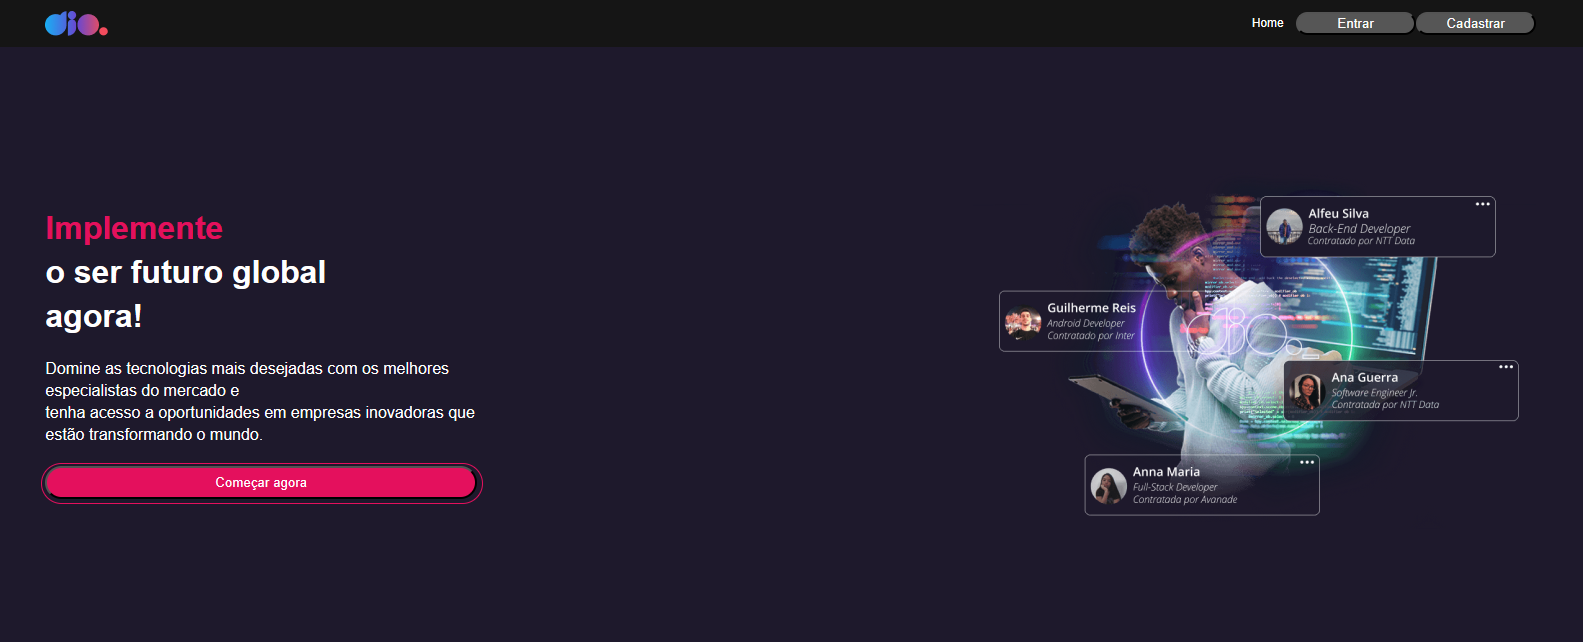 dio.
Home
Entrar
Cadastrar
Implemente
o ser futuro global
agora!
Domine as tecnologias mais desejadas com os melhores
especialistas do mercado e
tenha acesso a oportunidades em empresas inovadoras que
estão transformando o mundo.
Começar agora
Alfeu Silva
Back-End Developer
Contratado por NTT Data
Guilherme Reis
Android Developer
Contratado por Inter
dio.
Ana Guerra
Software Engineer Jr.
Contratada por NTT Data
Anna Maria
Full-Stack Developer
Contratada por Avanade